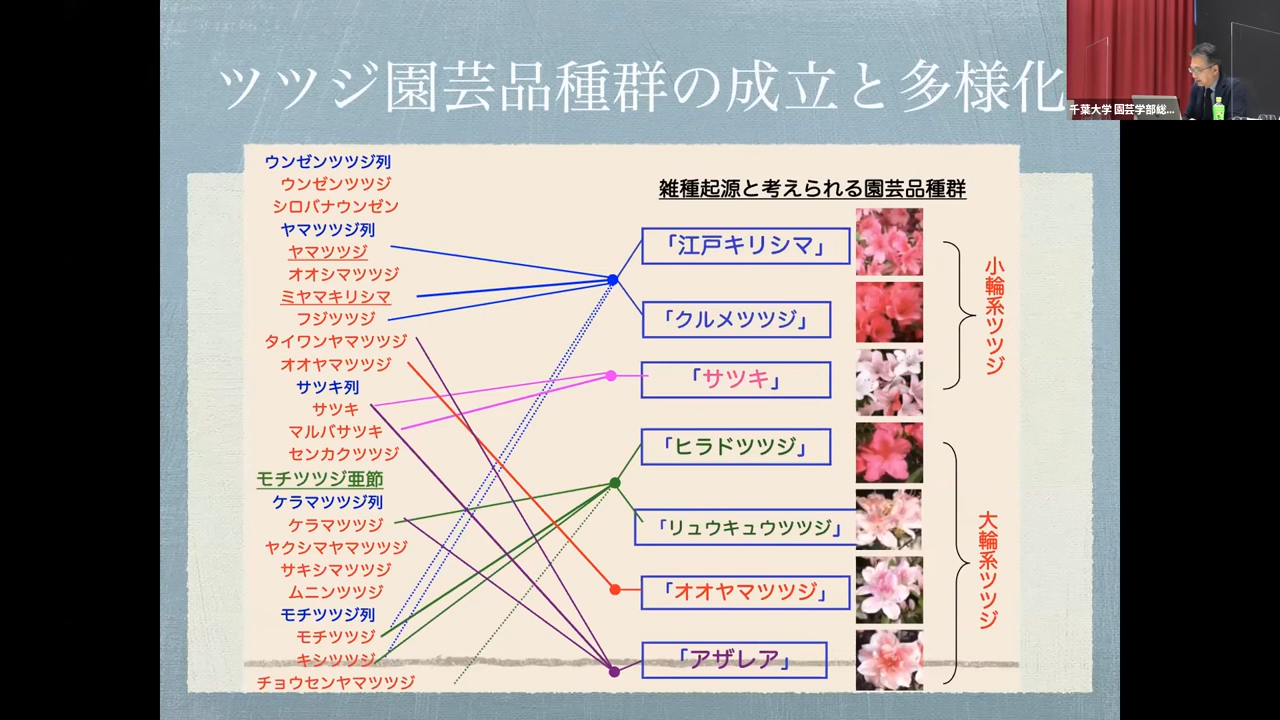 ツツジ園芸品種群の成立と多様化
千葉大学 園芸学部総...
ウンゼンツツジ列
ウンゼンツツジ
シロバナウンゼン
ヤマツツジ列
ヤマツツジ
オオシマツツジ
ミヤマキリシマ
フジツツジ
タイワンヤマツツジ
オオヤマツツジ
サツキ列
サツキ
マルバサツキ
センカクツツジ
モチツツジ亜節
ケラマツツジ列
ケラマツツジ
ヤクシマヤマツツジ
サキシマツツジ
ムニンツツジ
モチツツジ列
モチツツジ
キシツツジ
チョウセンヤマツツジ
雑種起源と考えられる園芸品種群
「江戸キリシマ」
「クルメツツジ」
「サツキ」
「ヒラドツツジ」
「リュウキュウツツジ」
「オオヤマツツジ」
「アザレア」
小輪系ツツジ
大輪系ツツジ